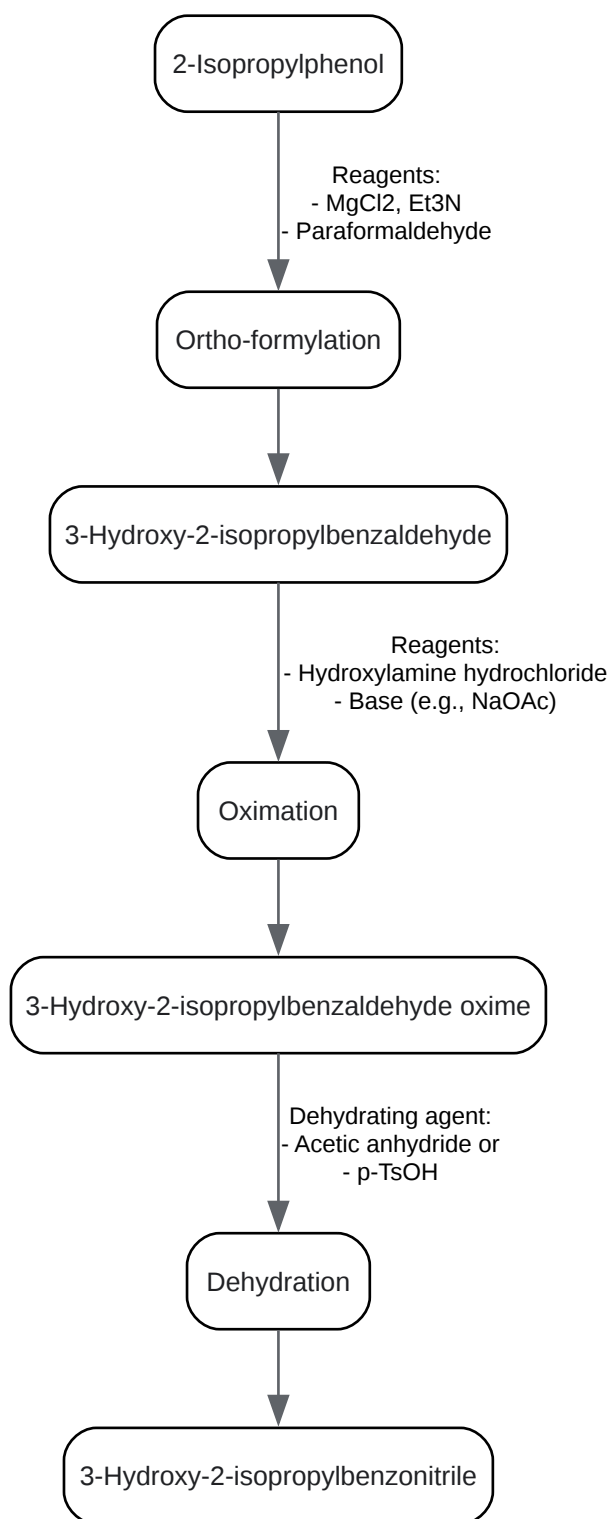 2-Isopropylphenol
Reagents:
- MgCl2, Et3N
- Paraformaldehyde
Ortho-formylation
3-Hydroxy-2-isopropylbenzaldehyde
Reagents:
- Hydroxylamine hydrochloride
- Base (e.g., NaOAc)
Oximation
3-Hydroxy-2-isopropylbenzaldehyde oxime
Dehydrating agent:
- Acetic anhydride or
- p-TsOH
Dehydration
3-Hydroxy-2-isopropylbenzonitrile